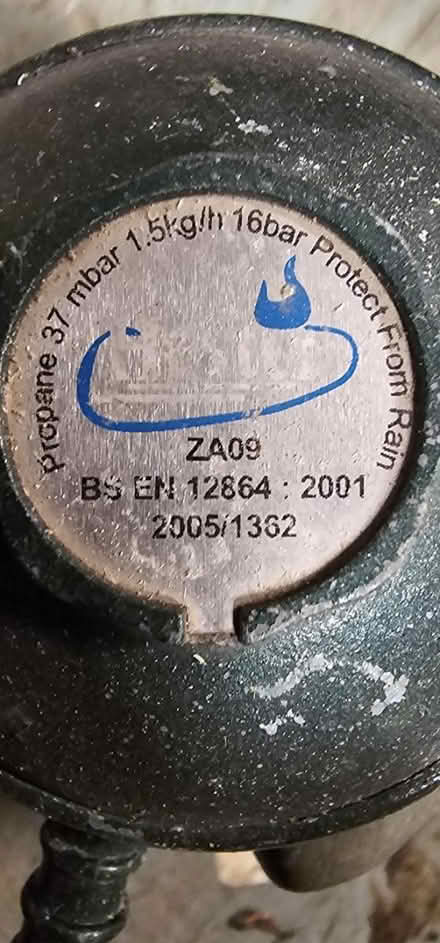 Propane 37 mbar 1.5kg/h 16bar Protect From Rain
ZA09
BS EN 12864 : 2001
2005/1362